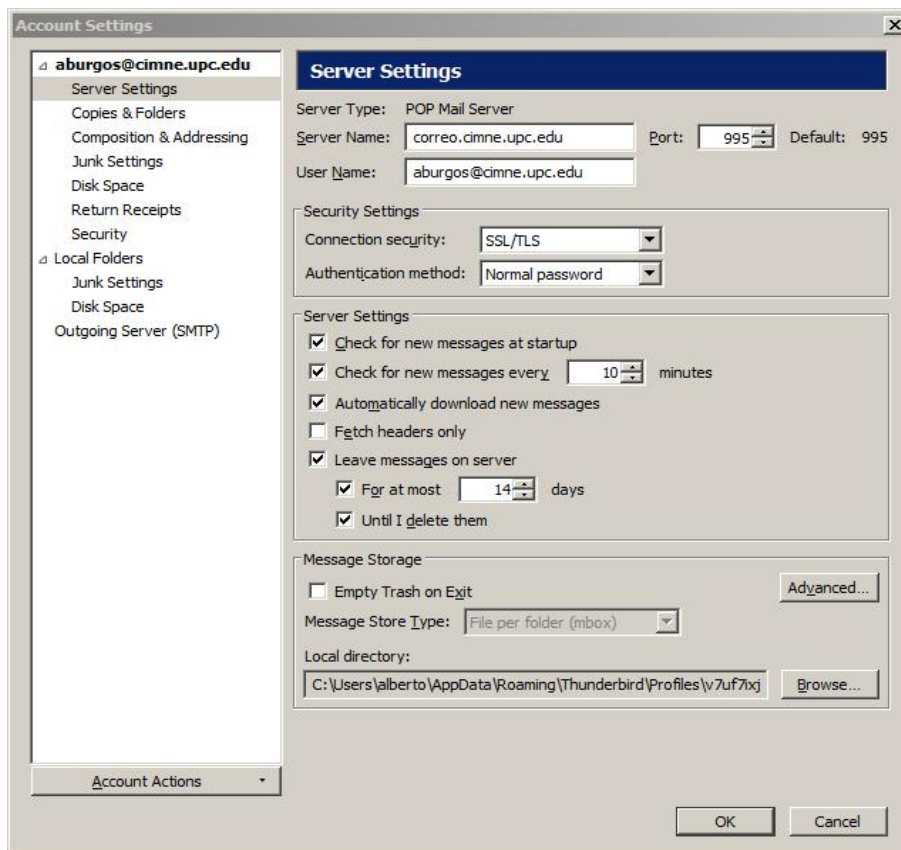 Account Settings
aburgos@cimne.upc.edu
Server Settings
Copies & Folders
Composition & Addressing
Junk Settings
Disk Space
Return Receipts
Security
Local Folders
Junk Settings
Disk Space
Outgoing Server (SMTP)
Account Actions
Server Settings
Server Type: POP Mail Server
Server Name: correo.cimne.upc.edu Port: 995 Default: 995
User Name: aburgos@cimne.upc.edu
Security Settings
Connection security: SSL/TLS
Authentication method: Normal password
Server Settings
Check for new messages at startup
Check for new messages every 10 minutes
Automatically download new messages
Fetch headers only
Leave messages on server
For at most 14 days
Until I delete them
Message Storage
Empty Trash on Exit Advanced...
Message Store Type: File per folder (mbox)
Local directory:
C:\Users\alberto\AppData\Roaming\Thunderbird\Profiles\v7uf7ixj Browse...
OK Cancel